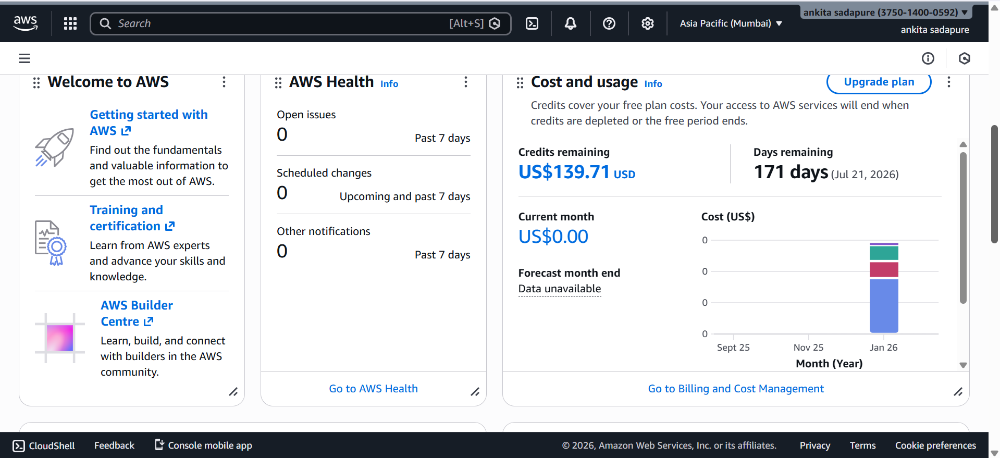 aws
Search
[Alt+S]
Asia Pacific (Mumbai)
ankita sadapure (3750-1400-0592)
ankita sadapure
Welcome to AWS
Getting started with
AWS
Find out the fundamentals
and valuable information to
get the most out of AWS.
Training and
certification
Learn from AWS experts
and advance your skills and
knowledge.
AWS Builder
Centre
Learn, build, and connect
with builders in the AWS
community.
AWS Health Info
Open issues
0
Past 7 days
Scheduled changes
0
Upcoming and past 7 days
Other notifications
0
Past 7 days
Go to AWS Health
Cost and usage Info
Upgrade plan
Credits cover your free plan costs. Your access to AWS services will end when
credits are depleted or the free period ends.
Credits remaining
US$139.71 USD
Days remaining
171 days (Jul 21, 2026)
Current month
US$0.00
Forecast month end
Data unavailable
Cost (US$)
0
0
0
0
Sept 25 Nov 25 Jan 26
Month (Year)
Go to Billing and Cost Management
CloudShell Feedback Console mobile app © 2026, Amazon Web Services, Inc. or its affiliates. Privacy Terms Cookie preferences